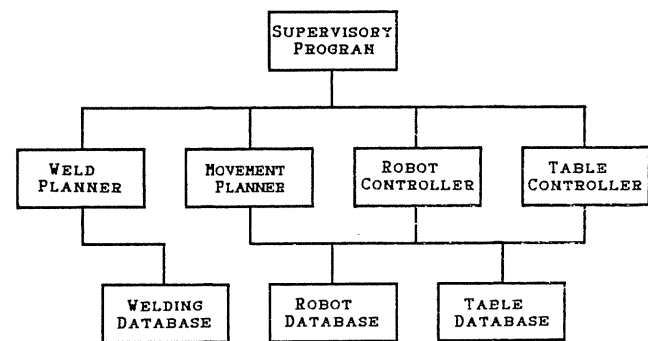 SUPERVISORY
PROGRAM
WELD
PLANNER
MOVEMENT
PLANNER
ROBOT
CONTROLLER
TABLE
CONTROLLER
WELDING
DATABASE
ROBOT
DATABASE
TABLE
DATABASE